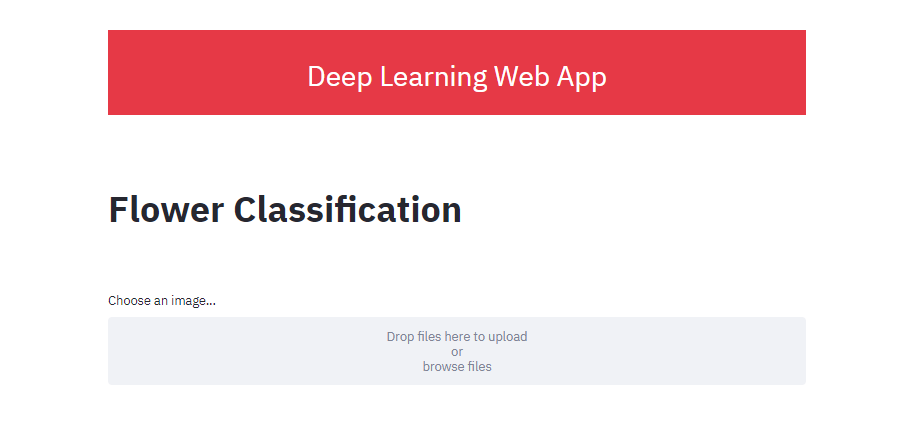 Deep Learning Web App
Flower Classification
Choose an image...
Drop files here to upload
or
browse files